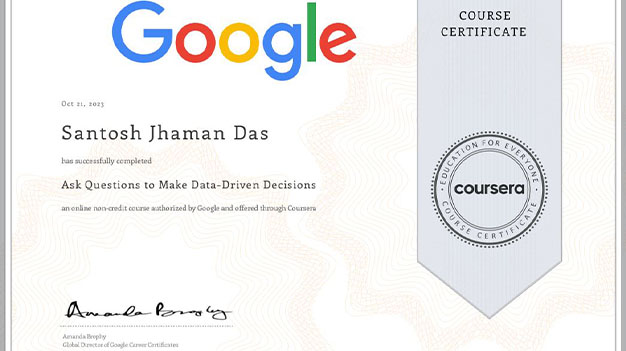 Google
COURSE
CERTIFICATE
Oct 21, 2023
Santosh Jhaman Das
has successfully completed
Ask Questions to Make Data-Driven Decisions
an online non-credit course authorized by Google and offered through Coursera
EDUCATION FOR EVERYONE
coursera
COURSE CERTIFICATE
Amanda Brophy
Amanda Brophy
Global Director of Google Career Certificates